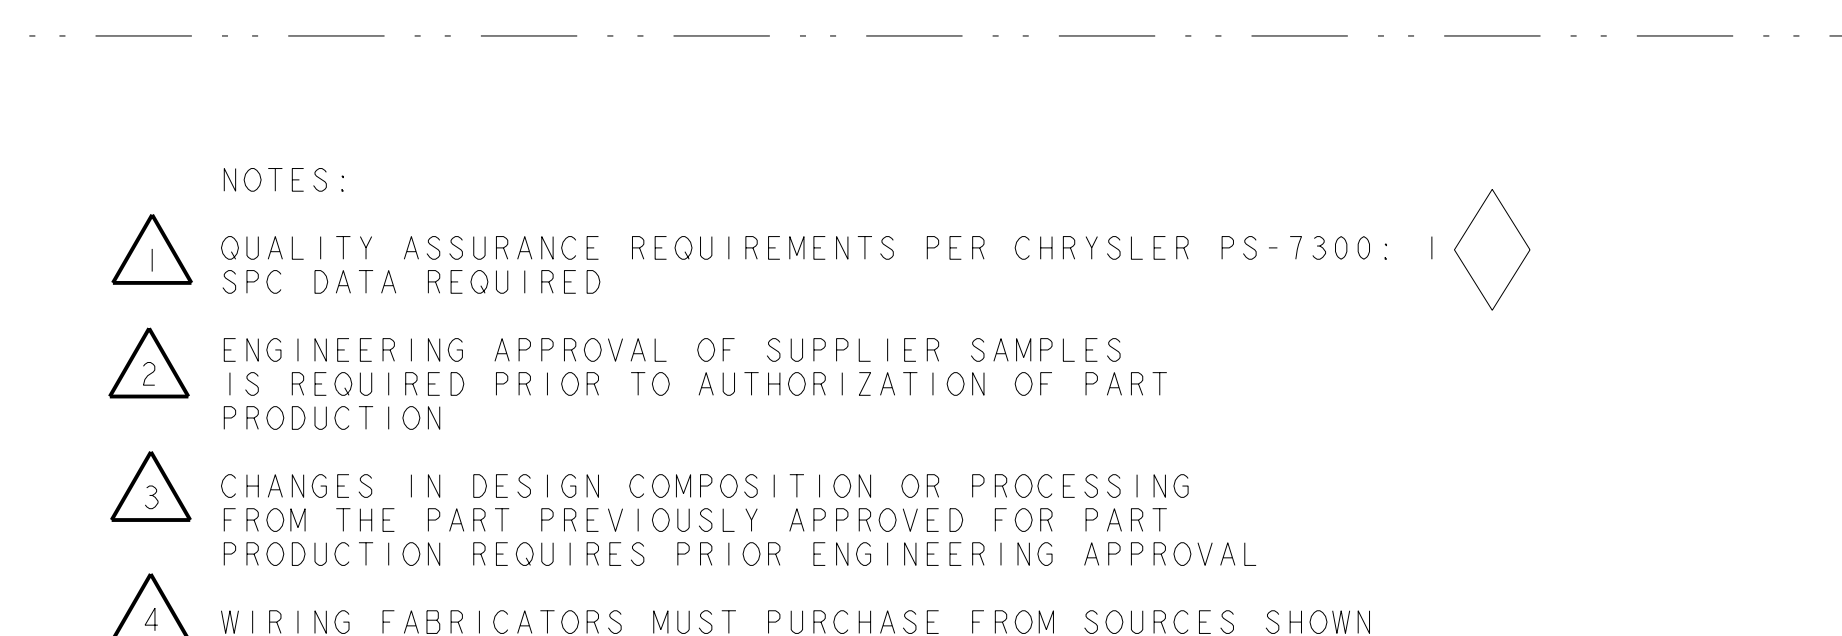 NOTES:
1 QUALITY ASSURANCE REQUIREMENTS PER CHRYSLER PS-7300: 1
SPC DATA REQUIRED
2 ENGINEERING APPROVAL OF SUPPLIER SAMPLES
IS REQUIRED PRIOR TO AUTHORIZATION OF PART
PRODUCTION
3 CHANGES IN DESIGN COMPOSITION OR PROCESSING
FROM THE PART PREVIOUSLY APPROVED FOR PART
PRODUCTION REQUIRES PRIOR ENGINEERING APPROVAL
4 WIRING FABRICATORS MUST PURCHASE FROM SOURCES SHOWN